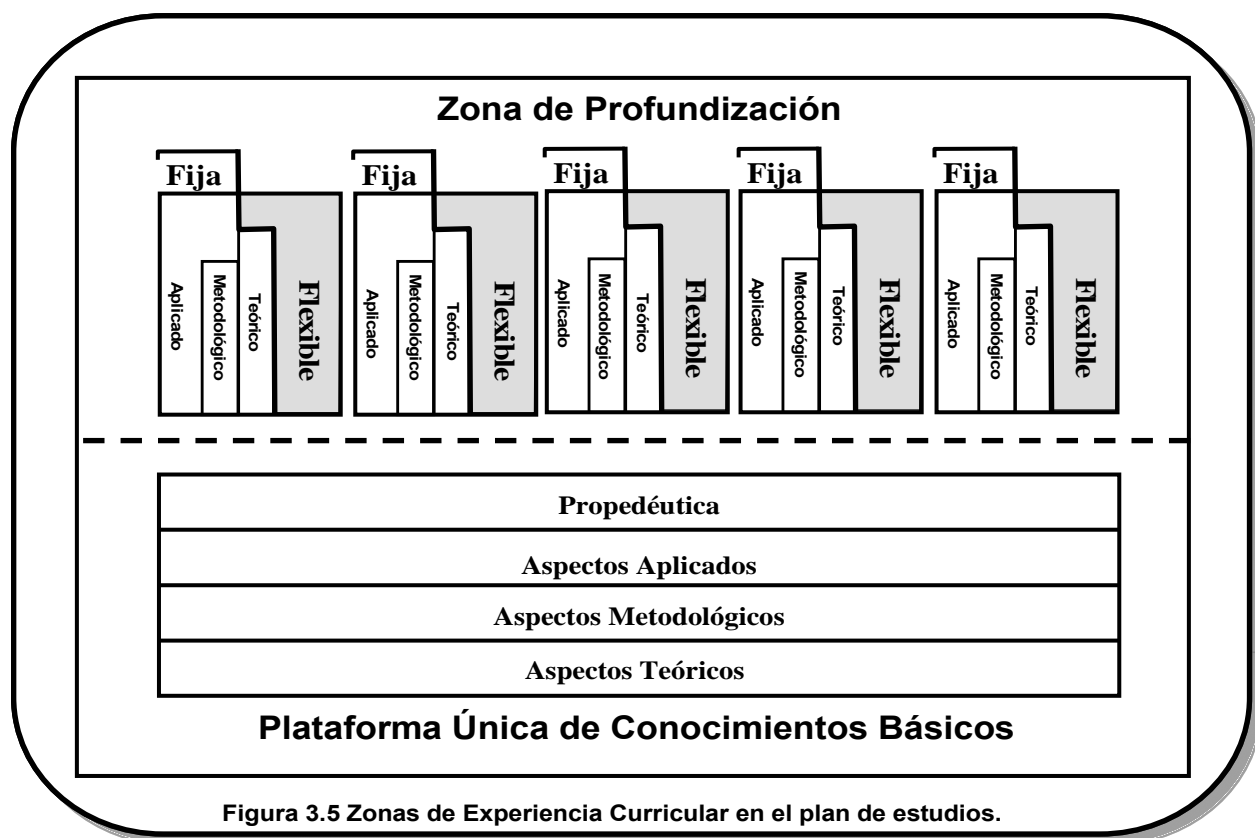 Zona de Profundización
Fija
Aplicado
Metodológico
Teórico
Flexible
Fija
Aplicado
Metodológico
Teórico
Flexible
Fija
Aplicado
Metodológico
Teórico
Flexible
Fija
Aplicado
Metodológico
Teórico
Flexible
Fija
Aplicado
Metodológico
Teórico
Flexible
Propedéutica
Aspectos Aplicados
Aspectos Metodológicos
Aspectos Teóricos
Plataforma Única de Conocimientos Básicos
Figura 3.5 Zonas de Experiencia Curricular en el plan de estudios.